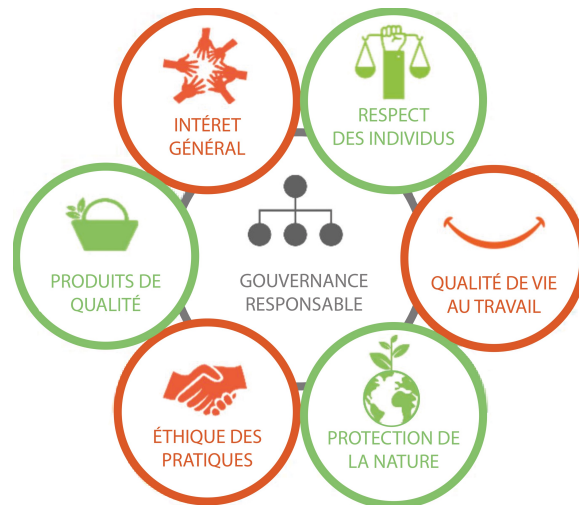 INTÉRET
GÉNÉRAL
RESPECT
DES INDIVIDUS
PRODUITS DE
QUALITÉ
GOUVERNANCE
RESPONSABLE
QUALITÉ DE VIE
AU TRAVAIL
ÉTHIQUE DES
PRATIQUES
PROTECTION DE
LA NATURE